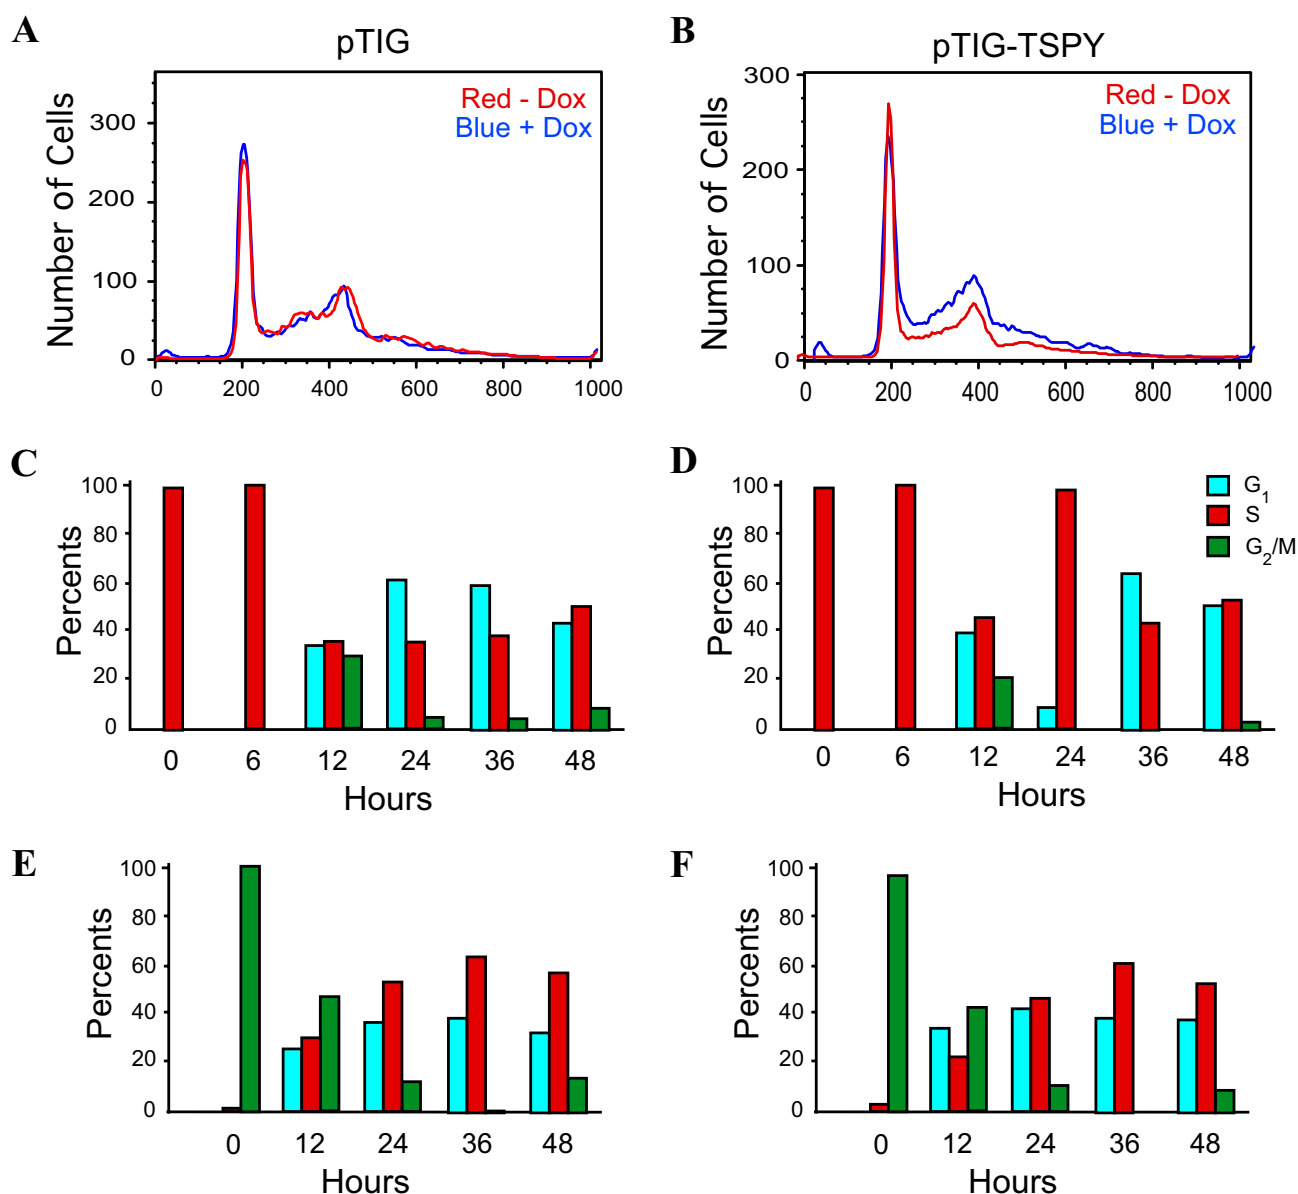 A
pTIG
Red - Dox
Blue + Dox
Number of Cells
300
200
100
0
0 200 400 600 800 1000
B
pTIG-TSPY
Red - Dox
Blue + Dox
Number of Cells
300
200
100
0
0 200 400 600 800 1000
C
Percents
100
80
60
40
20
0
0 6 12 24 36 48
Hours
D
Percents
100
80
60
40
20
0
0 6 12 24 36 48
Hours
G1
S
G2/M
E
Percents
100
80
60
40
20
0
0 12 24 36 48
Hours
F
Percents
100
80
60
40
20
0
0 12 24 36 48
Hours